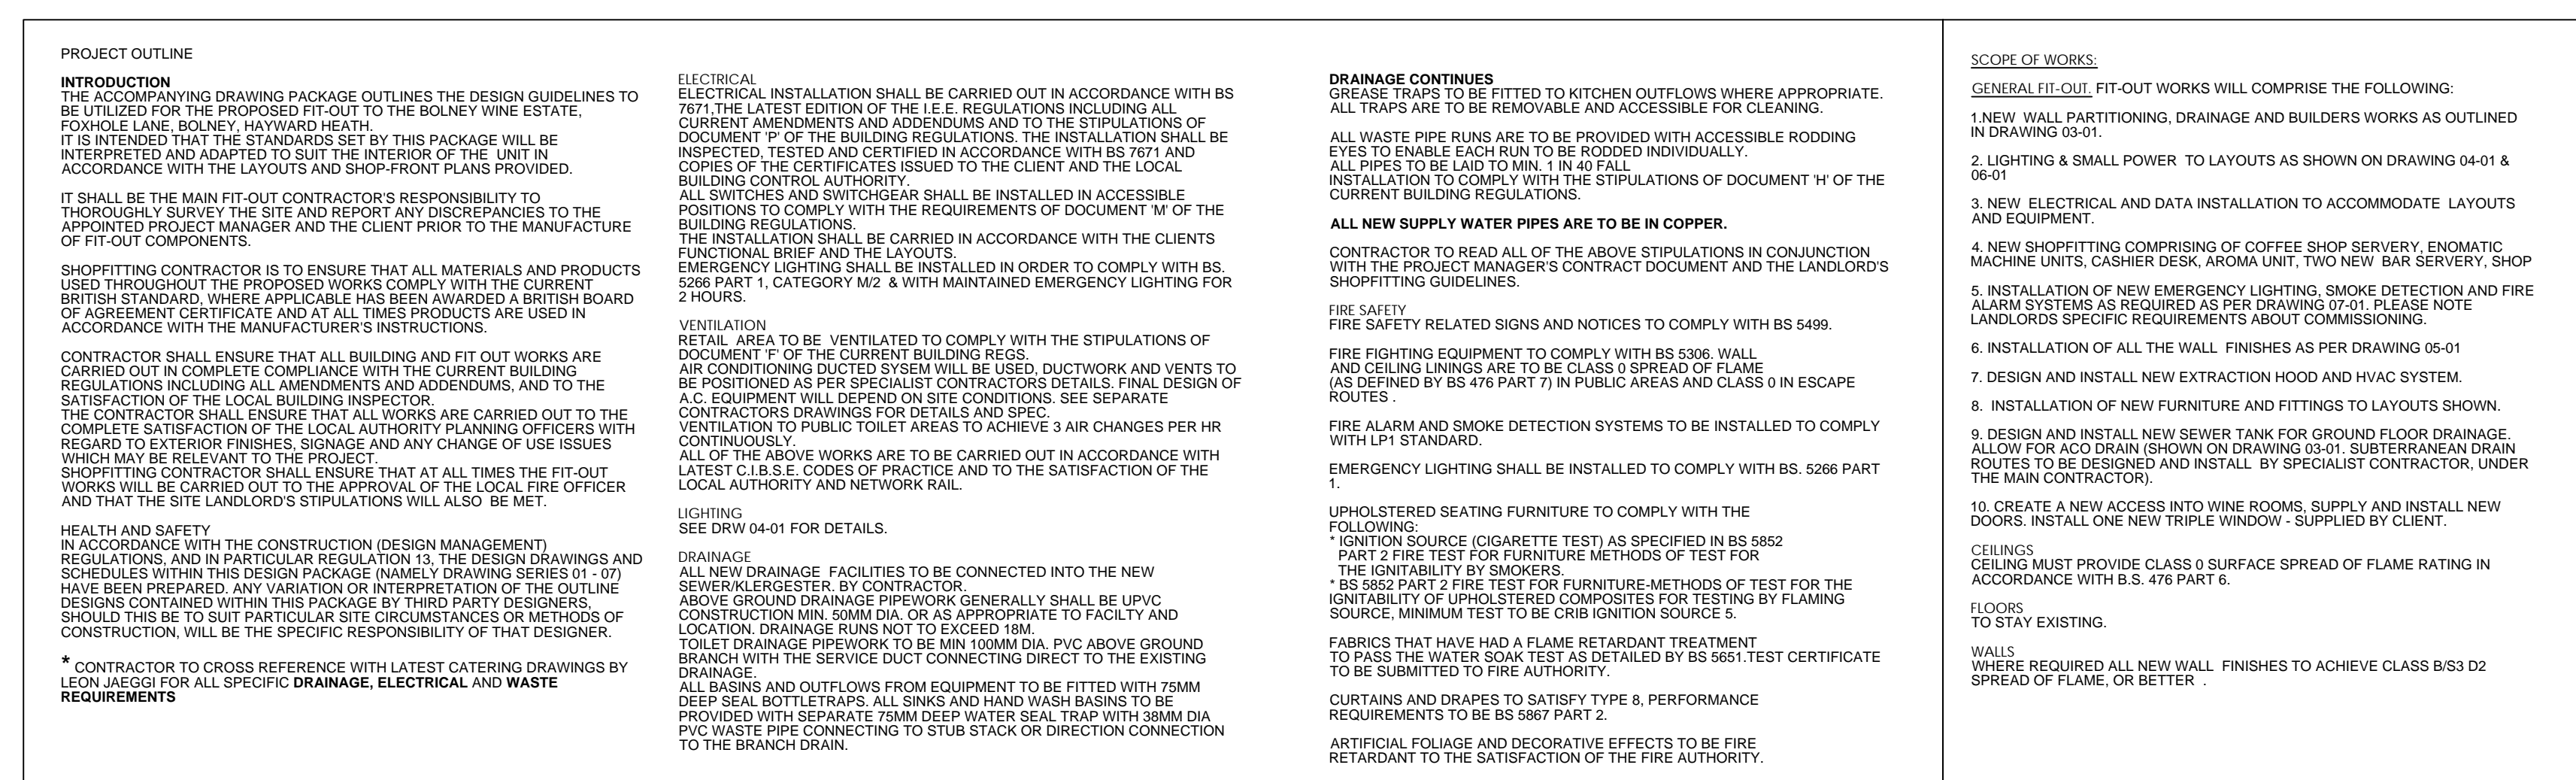 PROJECT OUTLINE
INTRODUCTION
THE ACCOMPANYING DRAWING PACKAGE OUTLINES THE DESIGN GUIDELINES TO
BE UTILIZED FOR THE PROPOSED FIT-OUT TO THE BOLNEY WINE ESTATE,
FOXHOLE LANE, BOLNEY, HAYWARD HEATH.
IT IS INTENDED THAT THE STANDARDS SET BY THIS PACKAGE WILL BE
INTERPRETED AND ADAPTED TO SUIT THE INTERIOR OF THE UNIT IN
ACCORDANCE WITH THE LAYOUTS AND SHOP-FRONT PLANS PROVIDED.
IT SHALL BE THE MAIN FIT-OUT CONTRACTOR'S RESPONSIBILITY TO
THOROUGHLY SURVEY THE SITE AND REPORT ANY DISCREPANCIES TO THE
APPOINTED PROJECT MANAGER AND THE CLIENT PRIOR TO THE MANUFACTURE
OF FIT-OUT COMPONENTS.
SHOPFITTING CONTRACTOR IS TO ENSURE THAT ALL MATERIALS AND PRODUCTS
USED THROUGHOUT THE PROPOSED WORKS COMPLY WITH THE CURRENT
BRITISH STANDARD, WHERE APPLICABLE HAS BEEN AWARDED A BRITISH BOARD
OF AGREEMENT CERTIFICATE AND AT ALL TIMES PRODUCTS ARE USED IN
ACCORDANCE WITH THE MANUFACTURER'S INSTRUCTIONS.
CONTRACTOR SHALL ENSURE THAT ALL BUILDING AND FIT OUT WORKS ARE
CARRIED OUT IN COMPLETE COMPLIANCE WITH THE CURRENT BUILDING
REGULATIONS INCLUDING ALL AMENDMENTS AND ADDENDUMS, AND TO THE
SATISFACTION OF THE LOCAL BUILDING INSPECTOR.
THE CONTRACTOR SHALL ENSURE THAT ALL WORKS ARE CARRIED OUT TO THE
COMPLETE SATISFACTION OF THE LOCAL AUTHORITY PLANNING OFFICERS WITH
REGARD TO EXTERIOR FINISHES, SIGNAGE AND ANY CHANGE OF USE ISSUES
WHICH MAY BE RELEVANT TO THE PROJECT.
SHOPFITTING CONTRACTOR SHALL ENSURE THAT AT ALL TIMES THE FIT-OUT
WORKS WILL BE CARRIED OUT TO THE APPROVAL OF THE LOCAL FIRE OFFICER
AND THAT THE SITE LANDLORD'S STIPULATIONS WILL ALSO BE MET.
HEALTH AND SAFETY
IN ACCORDANCE WITH THE CONSTRUCTION (DESIGN MANAGEMENT)
REGULATIONS, AND IN PARTICULAR REGULATION 13, THE DESIGN DRAWINGS AND
SCHEDULES WITHIN THIS DESIGN PACKAGE (NAMELY DRAWING SERIES 01 - 07)
HAVE BEEN PREPARED. ANY VARIATION OR INTERPRETATION OF THE OUTLINE
DESIGNS CONTAINED WITHIN THIS PACKAGE BY THIRD PARTY DESIGNERS,
SHOULD THIS BE TO SUIT PARTICULAR SITE CIRCUMSTANCES OR METHODS OF
CONSTRUCTION, WILL BE THE SPECIFIC RESPONSIBILITY OF THAT DESIGNER.
* CONTRACTOR TO CROSS REFERENCE WITH LATEST CATERING DRAWINGS BY
LEON JAEGGI FOR ALL SPECIFIC DRAINAGE, ELECTRICAL AND WASTE
REQUIREMENTS
ELECTRICAL
ELECTRICAL INSTALLATION SHALL BE CARRIED OUT IN ACCORDANCE WITH BS
7671,THE LATEST EDITION OF THE I.E.E. REGULATIONS INCLUDING ALL
CURRENT AMENDMENTS AND ADDENDUMS AND TO THE STIPULATIONS OF
DOCUMENT 'P' OF THE BUILDING REGULATIONS. THE INSTALLATION SHALL BE
INSPECTED, TESTED AND CERTIFIED IN ACCORDANCE WITH BS 7671 AND
COPIES OF THE CERTIFICATES ISSUED TO THE CLIENT AND THE LOCAL
BUILDING CONTROL AUTHORITY.
ALL SWITCHES AND SWITCHGEAR SHALL BE INSTALLED IN ACCESSIBLE
POSITIONS TO COMPLY WITH THE REQUIREMENTS OF DOCUMENT 'M' OF THE
BUILDING REGULATIONS.
THE INSTALLATION SHALL BE CARRIED IN ACCORDANCE WITH THE CLIENTS
FUNCTIONAL BRIEF AND THE LAYOUTS.
EMERGENCY LIGHTING SHALL BE INSTALLED IN ORDER TO COMPLY WITH BS.
5266 PART 1, CATEGORY M/2 & WITH MAINTAINED EMERGENCY LIGHTING FOR
2 HOURS.
VENTILATION
RETAIL AREA TO BE VENTILATED TO COMPLY WITH THE STIPULATIONS OF
DOCUMENT 'F' OF THE CURRENT BUILDING REGS.
AIR CONDITIONING DUCTED SYSEM WILL BE USED, DUCTWORK AND VENTS TO
BE POSITIONED AS PER SPECIALIST CONTRACTORS DETAILS. FINAL DESIGN OF
A.C. EQUIPMENT WILL DEPEND ON SITE CONDITIONS. SEE SEPARATE
CONTRACTORS DRAWINGS FOR DETAILS AND SPEC.
VENTILATION TO PUBLIC TOILET AREAS TO ACHIEVE 3 AIR CHANGES PER HR
CONTINUOUSLY.
ALL OF THE ABOVE WORKS ARE TO BE CARRIED OUT IN ACCORDANCE WITH
LATEST C.I.B.S.E. CODES OF PRACTICE AND TO THE SATISFACTION OF THE
LOCAL AUTHORITY AND NETWORK RAIL.
LIGHTING
SEE DRW 04-01 FOR DETAILS.
DRAINAGE
ALL NEW DRAINAGE FACILITIES TO BE CONNECTED INTO THE NEW
SEWER/KLERGESTER. BY CONTRACTOR.
ABOVE GROUND DRAINAGE PIPEWORK GENERALLY SHALL BE UPVC
CONSTRUCTION MIN. 50MM DIA. OR AS APPROPRIATE TO FACILTY AND
LOCATION. DRAINAGE RUNS NOT TO EXCEED 18M.
TOILET DRAINAGE PIPEWORK TO BE MIN 100MM DIA. PVC ABOVE GROUND
BRANCH WITH THE SERVICE DUCT CONNECTING DIRECT TO THE EXISTING
DRAINAGE.
ALL BASINS AND OUTFLOWS FROM EQUIPMENT TO BE FITTED WITH 75MM
DEEP SEAL BOTTLETRAPS. ALL SINKS AND HAND WASH BASINS TO BE
PROVIDED WITH SEPARATE 75MM DEEP WATER SEAL TRAP WITH 38MM DIA
PVC WASTE PIPE CONNECTING TO STUB STACK OR DIRECTION CONNECTION
TO THE BRANCH DRAIN.
DRAINAGE CONTINUES
GREASE TRAPS TO BE FITTED TO KITCHEN OUTFLOWS WHERE APPROPRIATE.
ALL TRAPS ARE TO BE REMOVABLE AND ACCESSIBLE FOR CLEANING.
ALL WASTE PIPE RUNS ARE TO BE PROVIDED WITH ACCESSIBLE RODDING
EYES TO ENABLE EACH RUN TO BE RODDED INDIVIDUALLY.
ALL PIPES TO BE LAID TO MIN. 1 IN 40 FALL
INSTALLATION TO COMPLY WITH THE STIPULATIONS OF DOCUMENT 'H' OF THE
CURRENT BUILDING REGULATIONS.
ALL NEW SUPPLY WATER PIPES ARE TO BE IN COPPER.
CONTRACTOR TO READ ALL OF THE ABOVE STIPULATIONS IN CONJUNCTION
WITH THE PROJECT MANAGER'S CONTRACT DOCUMENT AND THE LANDLORD'S
SHOPFITTING GUIDELINES.
FIRE SAFETY
FIRE SAFETY RELATED SIGNS AND NOTICES TO COMPLY WITH BS 5499.
FIRE FIGHTING EQUIPMENT TO COMPLY WITH BS 5306. WALL
AND CEILING LININGS ARE TO BE CLASS 0 SPREAD OF FLAME
(AS DEFINED BY BS 476 PART 7) IN PUBLIC AREAS AND CLASS 0 IN ESCAPE
ROUTES .
FIRE ALARM AND SMOKE DETECTION SYSTEMS TO BE INSTALLED TO COMPLY
WITH LP1 STANDARD.
EMERGENCY LIGHTING SHALL BE INSTALLED TO COMPLY WITH BS. 5266 PART
1.
UPHOLSTERED SEATING FURNITURE TO COMPLY WITH THE
FOLLOWING:
* IGNITION SOURCE (CIGARETTE TEST) AS SPECIFIED IN BS 5852
PART 2 FIRE TEST FOR FURNITURE METHODS OF TEST FOR
THE IGNITABILITY BY SMOKERS.
* BS 5852 PART 2 FIRE TEST FOR FURNITURE-METHODS OF TEST FOR THE
IGNITABILITY OF UPHOLSTERED COMPOSITES FOR TESTING BY FLAMING
SOURCE, MINIMUM TEST TO BE CRIB IGNITION SOURCE 5.
FABRICS THAT HAVE HAD A FLAME RETARDANT TREATMENT
TO PASS THE WATER SOAK TEST AS DETAILED BY BS 5651.TEST CERTIFICATE
TO BE SUBMITTED TO FIRE AUTHORITY.
CURTAINS AND DRAPES TO SATISFY TYPE 8, PERFORMANCE
REQUIREMENTS TO BE BS 5867 PART 2.
ARTIFICIAL FOLIAGE AND DECORATIVE EFFECTS TO BE FIRE
RETARDANT TO THE SATISFACTION OF THE FIRE AUTHORITY.
SCOPE OF WORKS:
GENERAL FIT-OUT. FIT-OUT WORKS WILL COMPRISE THE FOLLOWING:
1.NEW WALL PARTITIONING, DRAINAGE AND BUILDERS WORKS AS OUTLINED
IN DRAWING 03-01.
2. LIGHTING & SMALL POWER TO LAYOUTS AS SHOWN ON DRAWING 04-01 &
06-01
3. NEW ELECTRICAL AND DATA INSTALLATION TO ACCOMMODATE LAYOUTS
AND EQUIPMENT.
4. NEW SHOPFITTING COMPRISING OF COFFEE SHOP SERVERY, ENOMATIC
MACHINE UNITS, CASHIER DESK, AROMA UNIT, TWO NEW BAR SERVERY, SHOP
5. INSTALLATION OF NEW EMERGENCY LIGHTING, SMOKE DETECTION AND FIRE
ALARM SYSTEMS AS REQUIRED AS PER DRAWING 07-01. PLEASE NOTE
LANDLORDS SPECIFIC REQUIREMENTS ABOUT COMMISSIONING.
6. INSTALLATION OF ALL THE WALL FINISHES AS PER DRAWING 05-01
7. DESIGN AND INSTALL NEW EXTRACTION HOOD AND HVAC SYSTEM.
8. INSTALLATION OF NEW FURNITURE AND FITTINGS TO LAYOUTS SHOWN.
9. DESIGN AND INSTALL NEW SEWER TANK FOR GROUND FLOOR DRAINAGE.
ALLOW FOR ACO DRAIN (SHOWN ON DRAWING 03-01. SUBTERRANEAN DRAIN
ROUTES TO BE DESIGNED AND INSTALL BY SPECIALIST CONTRACTOR, UNDER
THE MAIN CONTRACTOR).
10. CREATE A NEW ACCESS INTO WINE ROOMS, SUPPLY AND INSTALL NEW
DOORS. INSTALL ONE NEW TRIPLE WINDOW - SUPPLIED BY CLIENT.
CEILINGS
CEILING MUST PROVIDE CLASS 0 SURFACE SPREAD OF FLAME RATING IN
ACCORDANCE WITH B.S. 476 PART 6.
FLOORS
TO STAY EXISTING.
WALLS
WHERE REQUIRED ALL NEW WALL FINISHES TO ACHIEVE CLASS B/S3 D2
SPREAD OF FLAME, OR BETTER .